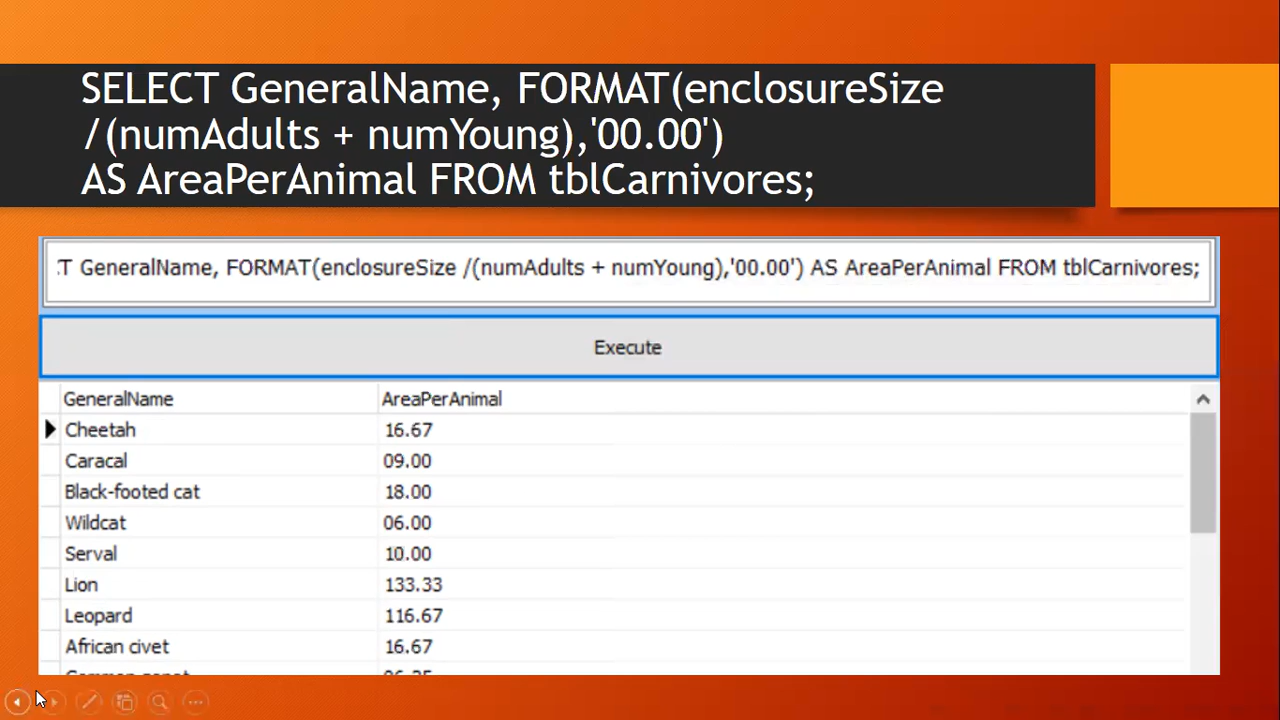 SELECT GeneralName, FORMAT(enclosureSize
/(numAdults + numYoung),'00.00')
AS AreaPerAnimal FROM tblCarnivores;
T GeneralName, FORMAT(enclosureSize /(numAdults + numYoung),'00.00') AS AreaPerAnimal FROM tblCarnivores;
Execute
GeneralName AreaPerAnimal
Cheetah 16.67
Caracal 09.00
Black-footed cat 18.00
Wildcat 06.00
Serval 10.00
Lion 133.33
Leopard 116.67
African civet 16.67